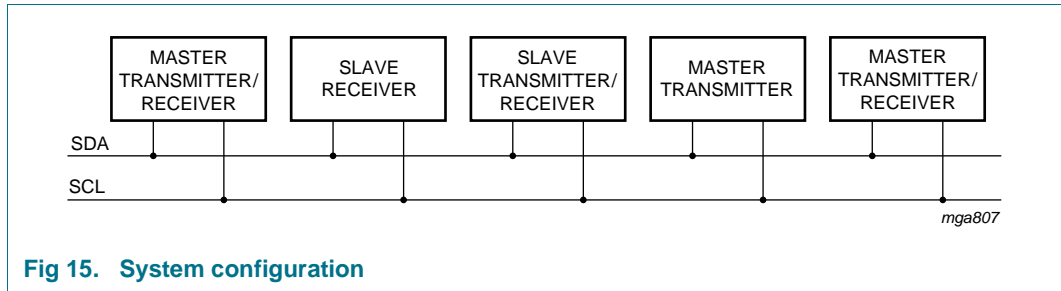 MASTER
TRANSMITTER/
RECEIVER
SLAVE
RECEIVER
SLAVE
TRANSMITTER/
RECEIVER
MASTER
TRANSMITTER
MASTER
TRANSMITTER/
RECEIVER
SDA
SCL
mga807
Fig 15. System configuration